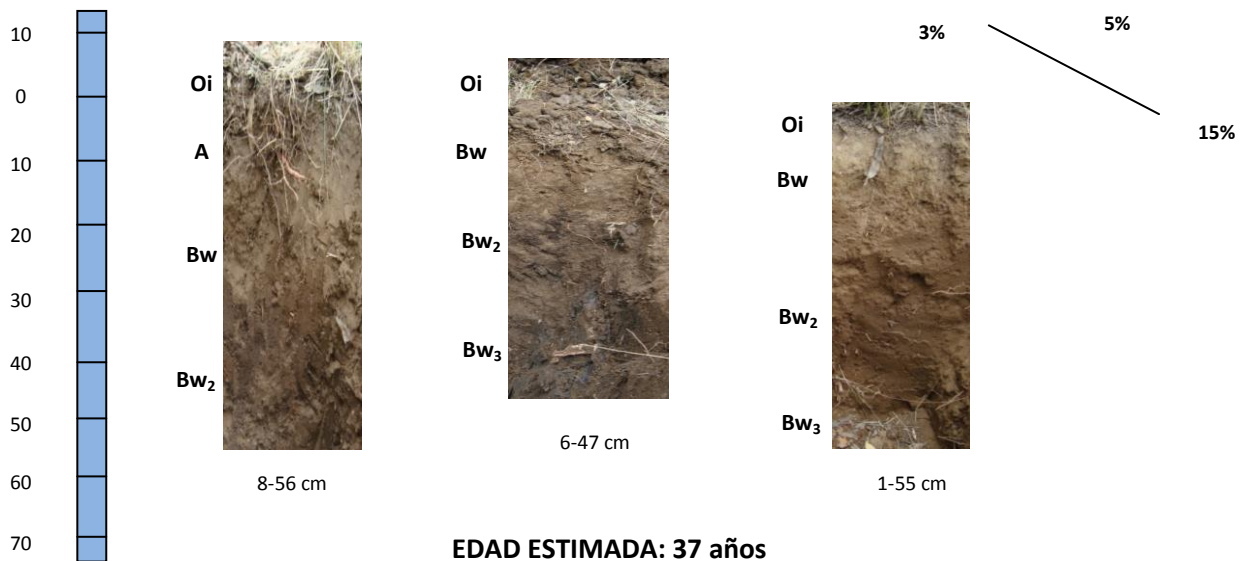 10
0
10
20
30
40
50
60
70
Oi
A
Bw
Bw₂
8-56 cm
Oi
Bw
Bw₂
Bw₃
6-47 cm
Oi
Bw
Bw₂
Bw₃
1-55 cm
3%
5%
15%
EDAD ESTIMADA: 37 años